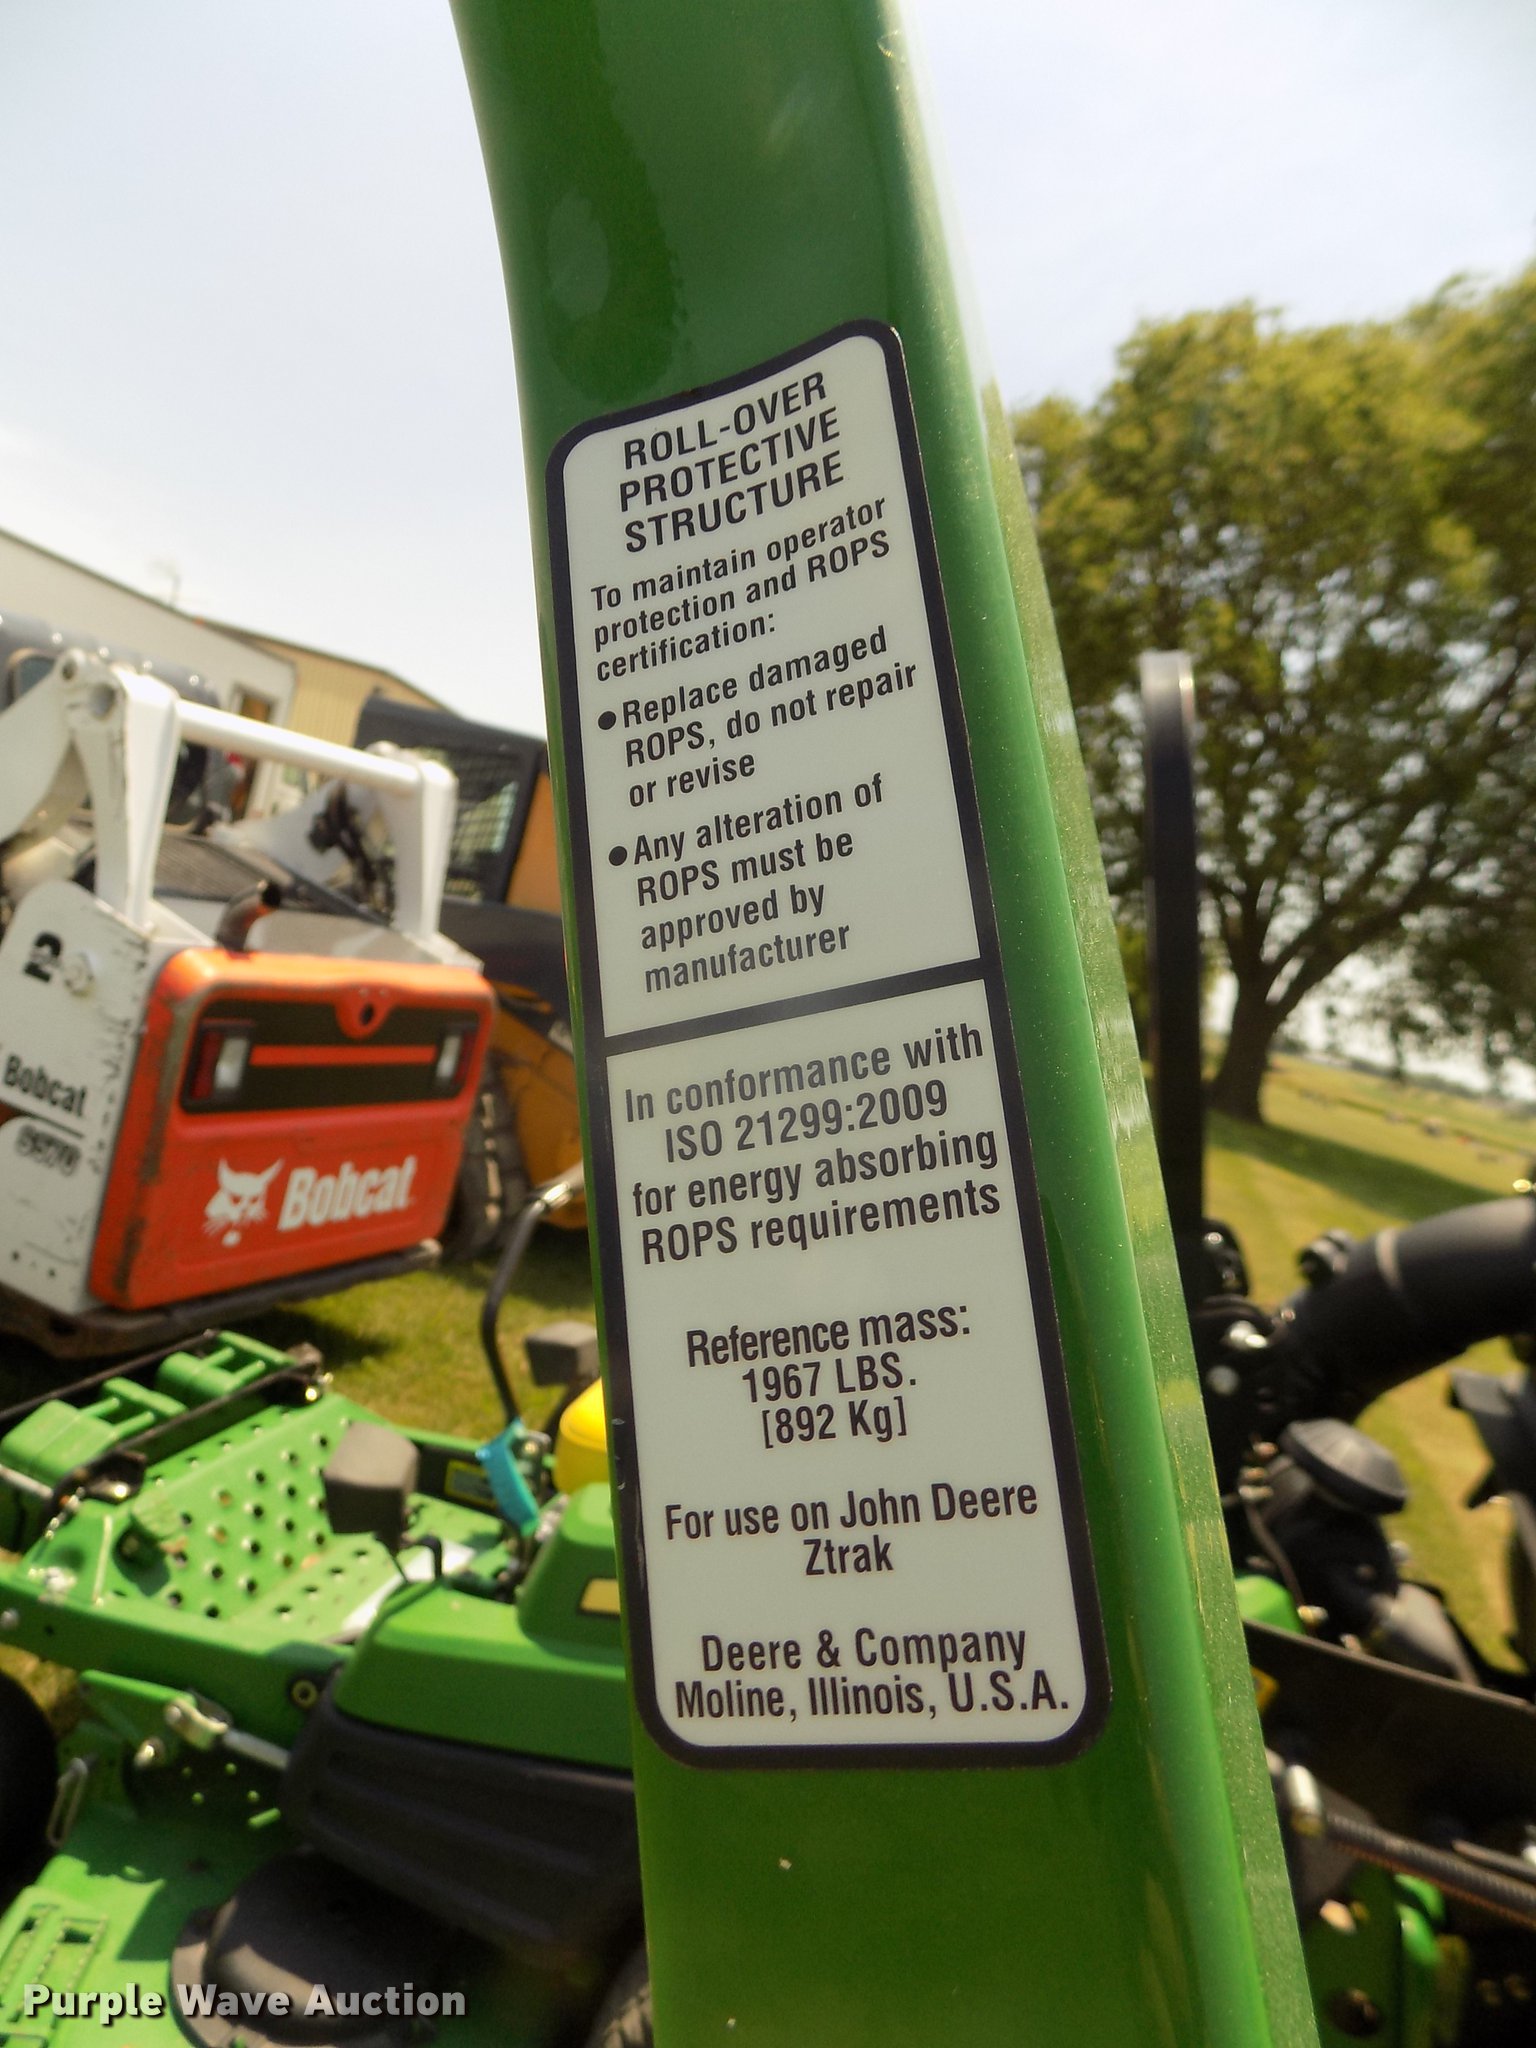 ROLL-OVER
PROTECTIVE
STRUCTURE
To maintain operator
protection and ROPS
certification:
● Replace damaged
ROPS, do not repair
or revise
● Any alteration of
ROPS must be
approved by
manufacturer
In conformance with
ISO 21299:2009
for energy absorbing
ROPS requirements
Reference mass:
1967 LBS.
[892 Kg]
For use on John Deere
Ztrak
Deere & Company
Moline, Illinois, U.S.A.
Bobcat
Bobcat
Purple Wave Auction